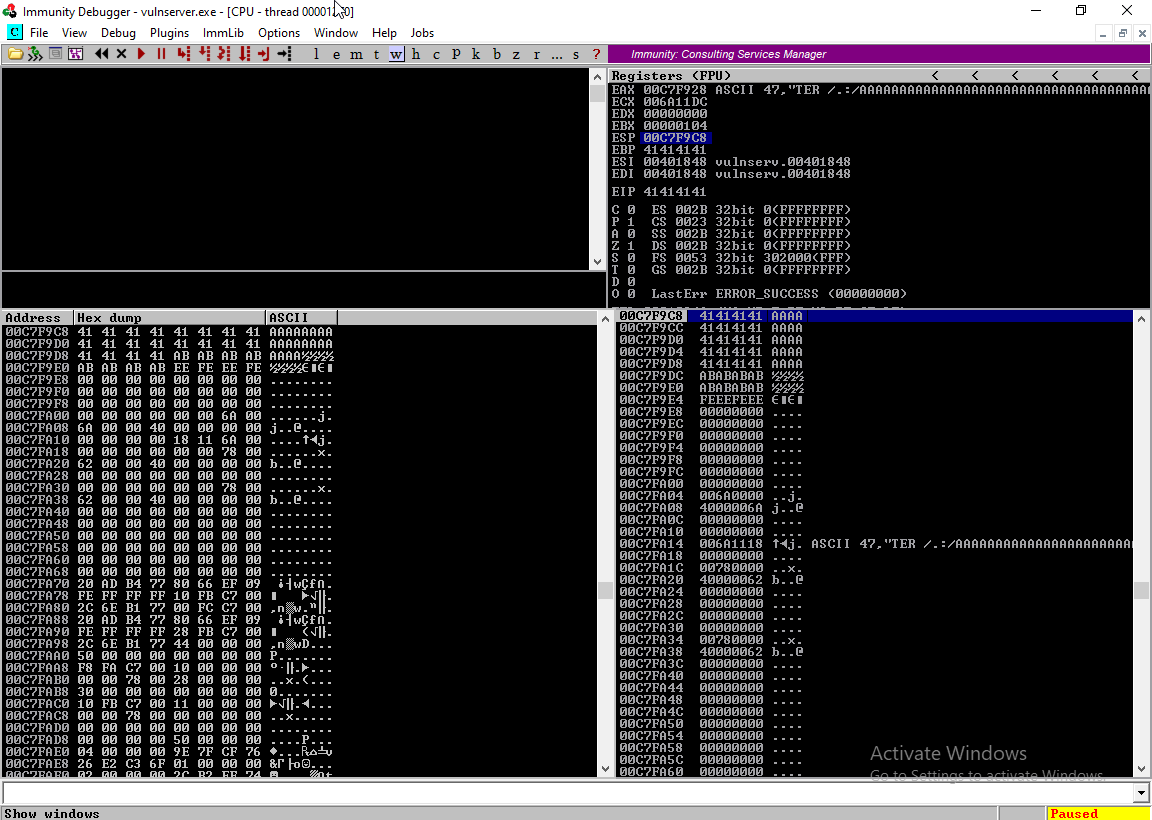 Immunity Debugger - vulnserver.exe - [CPU - thread 00001
C File View Debug Plugins ImmLib Options Window Help Jobs
l e m t w h c P k b z r ... s ? Immunity: Consulting Services Manager
Registers (FPU) < < < < < <
EAX 00C7F928 ASCII 47,"TER /.:/AAAAAAAAAAAAAAAAAAAAAAAAAAAAAAAAAAAA
ECX 006A11DC
EDX 00000000
EBX 00000104
ESP 00C7F9C8
EBP 41414141
ESI 00401848 vulnserv.00401848
EDI 00401848 vulnserv.00401848
EIP 41414141
C 0 ES 002B 32bit 0(FFFFFFFF)
P 1 CS 0023 32bit 0(FFFFFFFF)
A 0 SS 002B 32bit 0(FFFFFFFF)
Z 1 DS 002B 32bit 0(FFFFFFFF)
S 0 FS 0053 32bit 302000(FFF)
T 0 GS 002B 32bit 0(FFFFFFFF)
D 0
O 0 LastErr ERROR_SUCCESS (00000000)
Address Hex dump ASCII
00C7F9C8 41 41 41 41 41 41 41 41 AAAAAAAA
00C7F9D0 41 41 41 41 41 41 41 41 AAAAAAAA
00C7F9D8 41 41 41 41 AB AB AB AB AAAA½½½½
00C7F9E0 AB AB AB AB EE FE EE FE ½½½½ε■ε■
00C7F9E8 00 00 00 00 00 00 00 00 ........
00C7F9F0 00 00 00 00 00 00 00 00 ........
00C7F9F8 00 00 00 00 00 00 00 00 ........
00C7FA00 00 00 00 00 00 00 6A 00 ......j.
00C7FA08 6A 00 00 40 00 00 00 00 j..@....
00C7FA10 00 00 00 00 18 11 6A 00 ....↑◄j.
00C7FA18 00 00 00 00 00 00 78 00 ......x.
00C7FA20 62 00 00 40 00 00 00 00 b..@....
00C7FA28 00 00 00 00 00 00 00 00 ........
00C7FA30 00 00 00 00 00 00 78 00 ......x.
00C7FA38 62 00 00 40 00 00 00 00 b..@....
00C7FA40 00 00 00 00 00 00 00 00 ........
00C7FA48 00 00 00 00 00 00 00 00 ........
00C7FA50 00 00 00 00 00 00 00 00 ........
00C7FA58 00 00 00 00 00 00 00 00 ........
00C7FA60 00 00 00 00 00 00 00 00 ........
00C7FA68 00 00 00 00 00 00 00 00 ........
00C7FA70 20 AD B4 77 80 66 EF 09
00C7FA78 FE FF FF FF 10 FB C7 00
00C7FA80 2C 6E B1 77 00 FC C7 00
00C7FA88 20 AD B4 77 80 66 EF 09
00C7FA90 FE FF FF FF 28 FB C7 00
00C7FA98 2C 6E B1 77 44 00 00 00 ,n▒wD...
00C7FAA0 50 00 00 00 00 00 00 00 P.......
00C7FAA8 F8 FA C7 00 10 00 00 00
00C7FAB0 00 00 78 00 28 00 00 00 ..x.(...
00C7FAB8 30 00 00 00 00 00 00 00 0.......
00C7FAC0 10 FB C7 00 11 00 00 00
00C7FAC8 00 00 78 00 00 00 00 00 ..x.....
00C7FAD0 00 00 00 00 00 00 00 00 ........
00C7FAD8 00 00 00 00 50 00 00 00 ....P...
00C7FAE0 04 00 00 00 9E 7F CF 76
00C7FAE8 26 E2 C3 6F 01 00 00 00
00C7FAF0 02 00 00 00 2C B2 EF 74
00C7F9C8 41414141 AAAA
00C7F9CC 41414141 AAAA
00C7F9D0 41414141 AAAA
00C7F9D4 41414141 AAAA
00C7F9D8 41414141 AAAA
00C7F9DC ABABABAB ½½½½
00C7F9E0 ABABABAB ½½½½
00C7F9E4 FEEEFEEE ε■ε■
00C7F9E8 00000000 ....
00C7F9EC 00000000 ....
00C7F9F0 00000000 ....
00C7F9F4 00000000 ....
00C7F9F8 00000000 ....
00C7F9FC 00000000 ....
00C7FA00 00000000 ....
00C7FA04 006A0000 ..j.
00C7FA08 4000006A j..@
00C7FA0C 00000000 ....
00C7FA10 00000000 ....
00C7FA14 006A1118 ↑◄j. ASCII 47,"TER /.:/AAAAAAAAAAAAAAAAAAAAAA
00C7FA18 00000000 ....
00C7FA1C 00780000 ..x.
00C7FA20 40000062 b..@
00C7FA24 00000000 ....
00C7FA28 00000000 ....
00C7FA2C 00000000 ....
00C7FA30 00000000 ....
00C7FA34 00780000 ..x.
00C7FA38 40000062 b..@
00C7FA3C 00000000 ....
00C7FA40 00000000 ....
00C7FA44 00000000 ....
00C7FA48 00000000 ....
00C7FA4C 00000000 ....
00C7FA50 00000000 ....
00C7FA54 00000000 ....
00C7FA58 00000000 ....
00C7FA5C 00000000 ....
00C7FA60 00000000 ....
Activate Windows
Go to Settings to activate Windows.
Show windows Paused